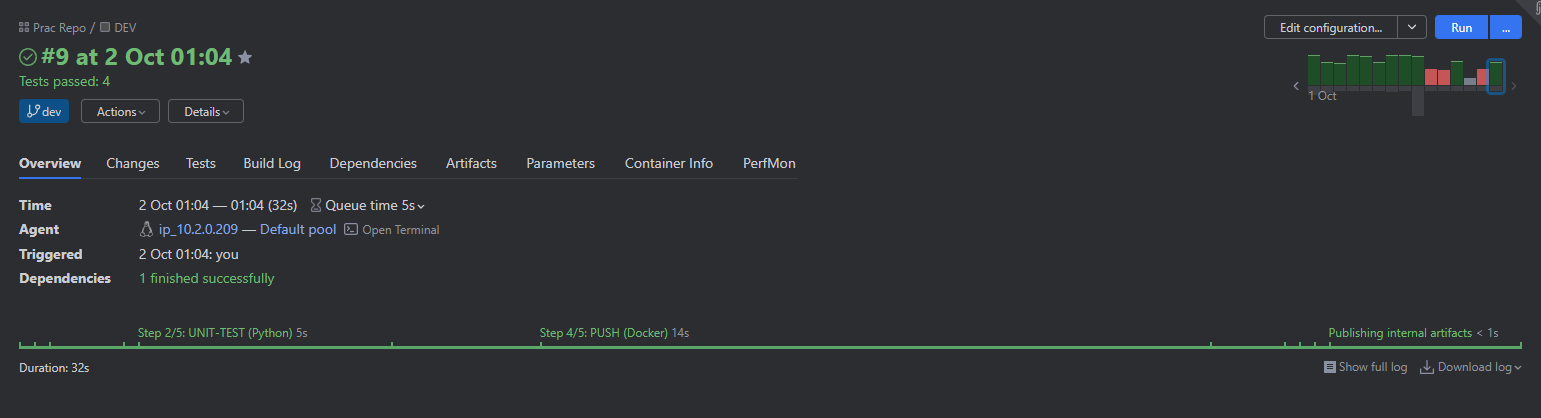 Prac Repo / DEV
#9 at 2 Oct 01:04
Tests passed: 4
dev Actions Details
Edit configuration... Run ...
1 Oct
Overview Changes Tests Build Log Dependencies Artifacts Parameters Container Info PerfMon
Time 2 Oct 01:04 — 01:04 (32s) Queue time 5s
Agent ip_10.2.0.209 — Default pool Open Terminal
Triggered 2 Oct 01:04: you
Dependencies 1 finished successfully
Step 2/5: UNIT-TEST (Python) 5s Step 4/5: PUSH (Docker) 14s Publishing internal artifacts < 1s
Duration: 32s Show full log Download log